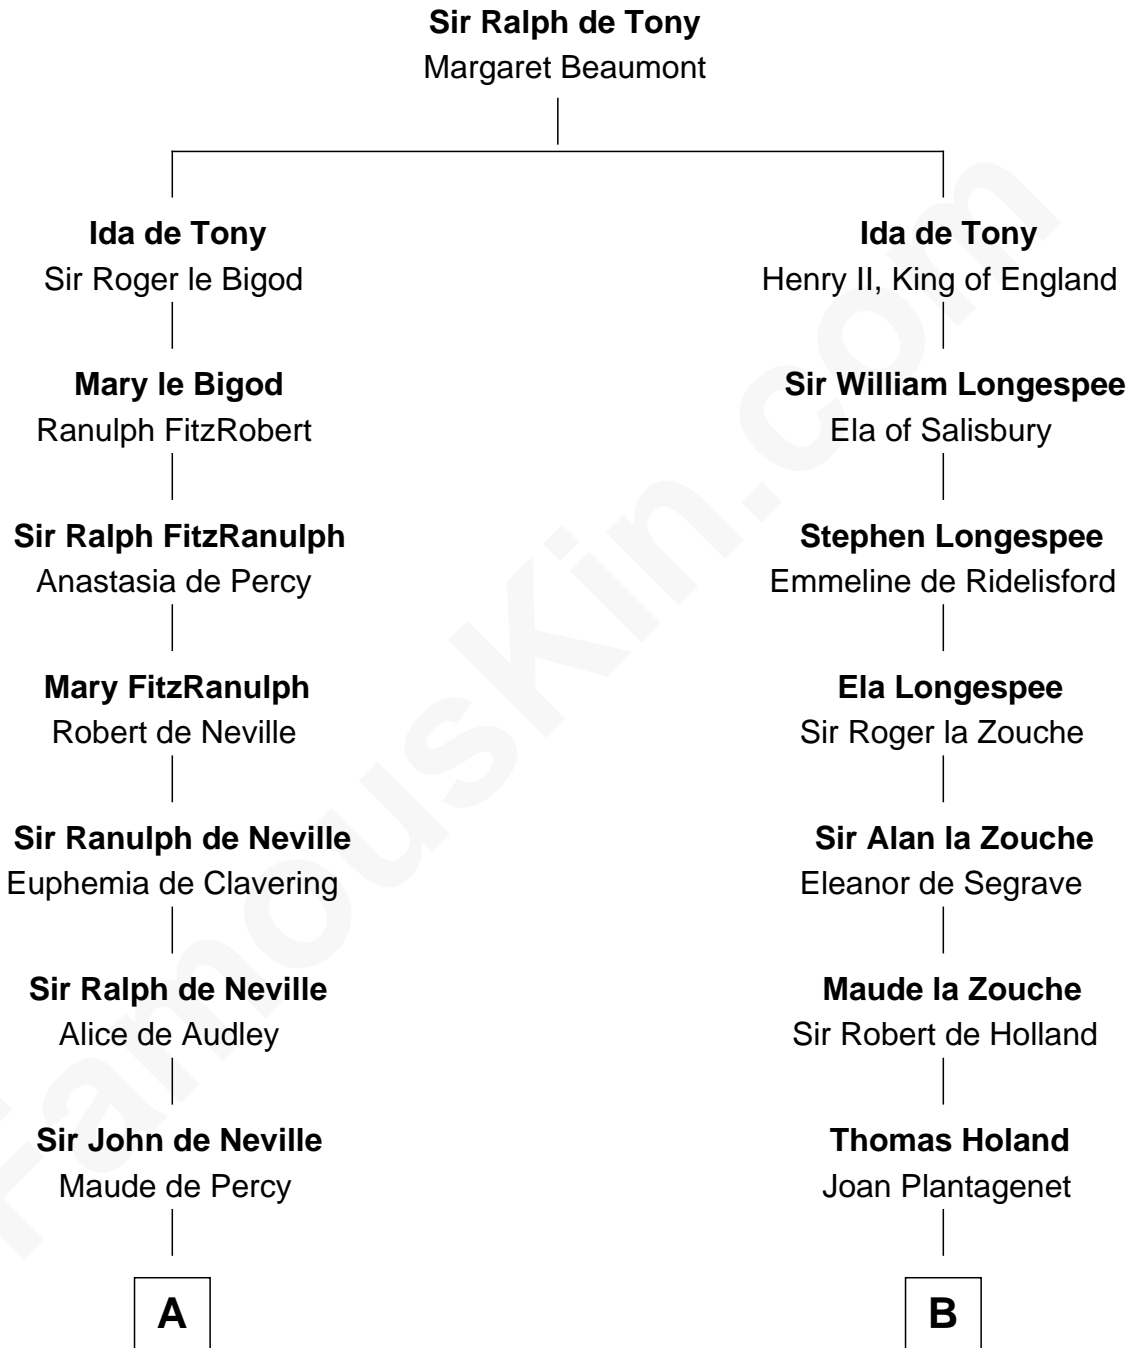 Sir Ralph de Tony
Margaret Beaumont
Ida de Tony
Sir Roger le Bigod
Mary le Bigod
Ranulph FitzRobert
Sir Ralph FitzRanulph
Anastasia de Percy
Mary FitzRanulph
Robert de Neville
Sir Ranulph de Neville
Euphemia de Clavering
Sir Ralph de Neville
Alice de Audley
Sir John de Neville
Maude de Percy
A
Ida de Tony
Henry II, King of England
Sir William Longespee
Ela of Salisbury
Stephen Longespee
Emmeline de Ridelisford
Ela Longespee
Sir Roger la Zouche
Sir Alan la Zouche
Eleanor de Segrave
Maude la Zouche
Sir Robert de Holland
Thomas Holand
Joan Plantagenet
B
FamousKin.com